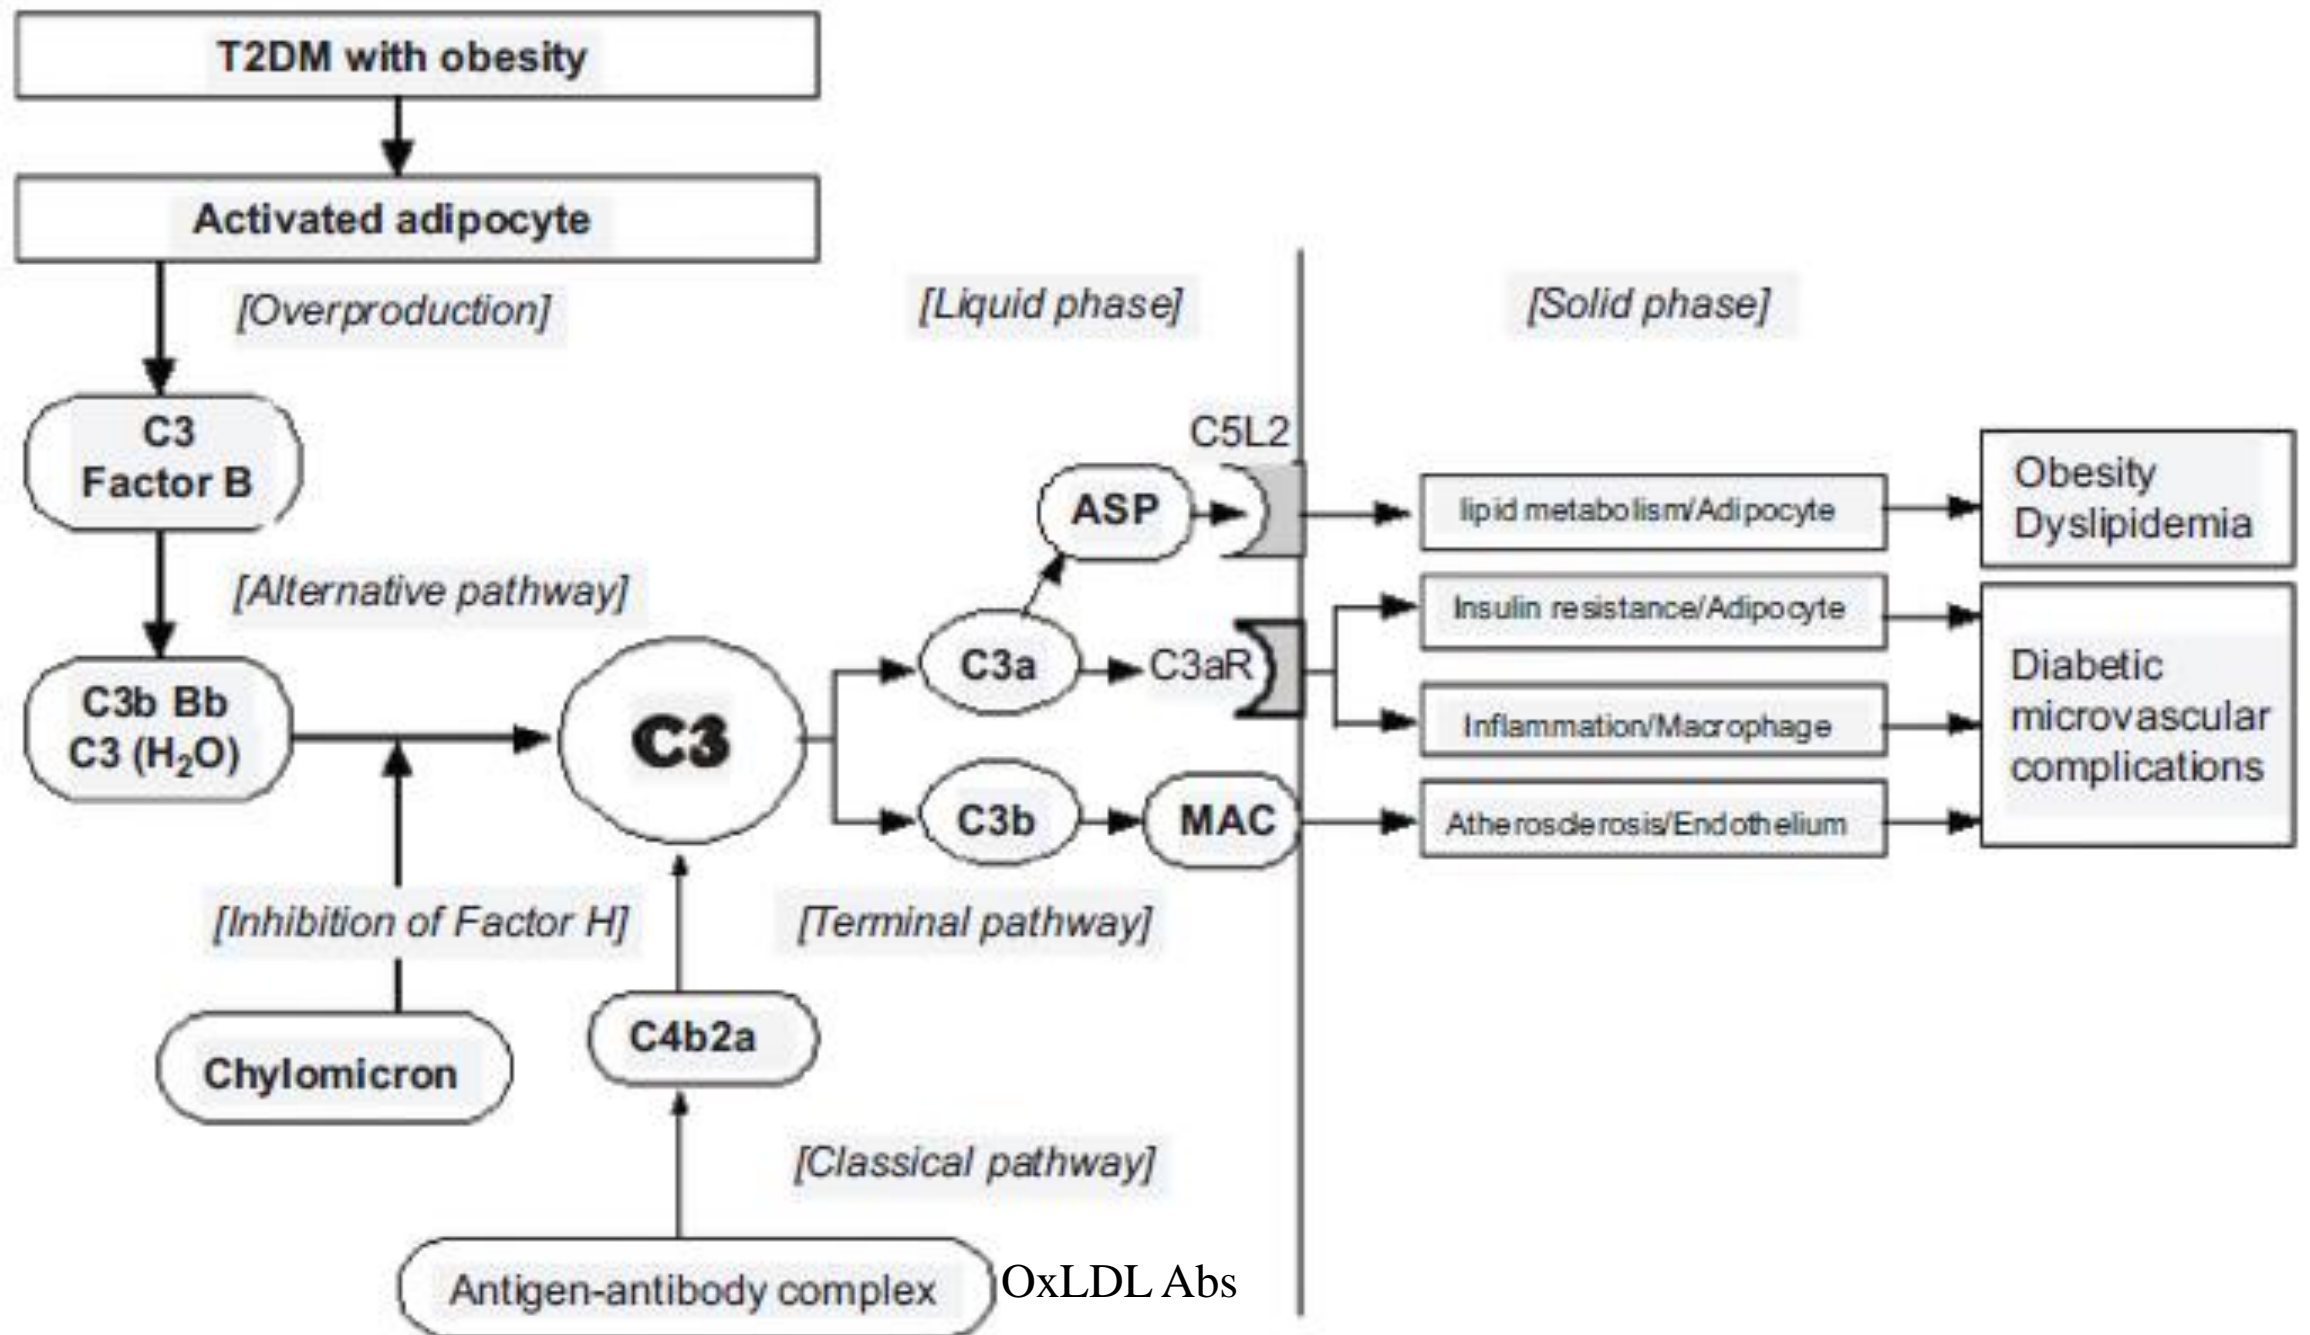 T2DM with obesity
Activated adipocyte
[Overproduction]
[Liquid phase]
[Solid phase]
C3
Factor B
C5L2
ASP
lipid metabolism/Adipocyte
Obesity
Dyslipidemia
[Alternative pathway]
C3b Bb
C3 (H₂O)
C3
C3a
C3aR
Insulin resistance/Adipocyte
Inflammation/Macrophage
Diabetic
microvascular
complications
C3b
MAC
Atherosclerosis/Endothelium
[Inhibition of Factor H]
[Terminal pathway]
C4b2a
Chylomicron
[Classical pathway]
Antigen-antibody complex
OxLDL Abs